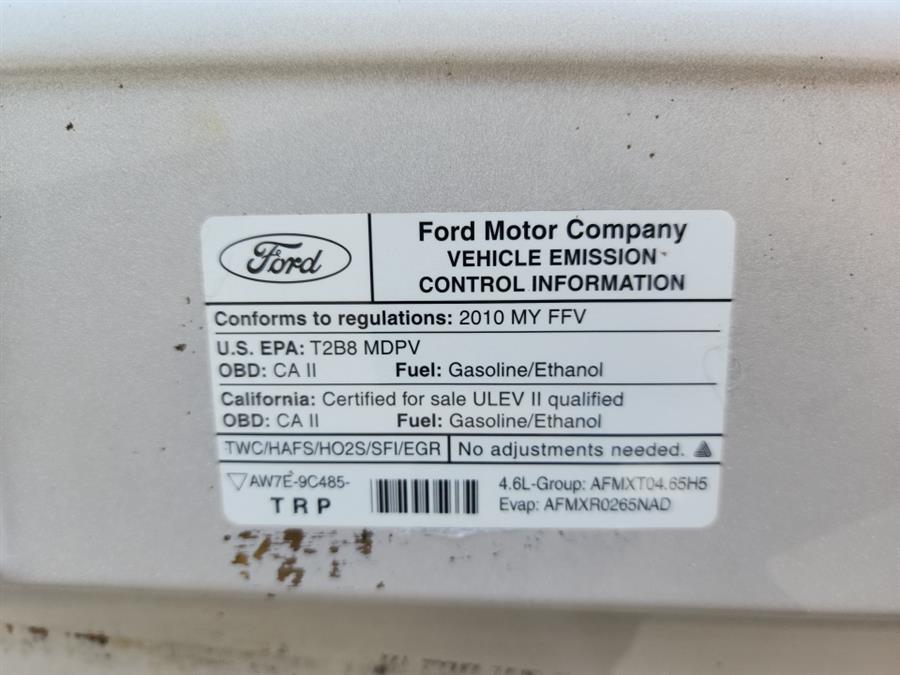 Ford
Ford Motor Company
VEHICLE EMISSION
CONTROL INFORMATION
Conforms to regulations: 2010 MY FFV
U.S. EPA: T2B8 MDPV
OBD: CA II Fuel: Gasoline/Ethanol
California: Certified for sale ULEV II qualified
OBD: CA II Fuel: Gasoline/Ethanol
TWC/HAFS/HO2S/SFI/EGR No adjustments needed.
AW7E-9C485-
TRP
4.6L-Group: AFMXT04.65H5
Evap: AFMXR0265NAD